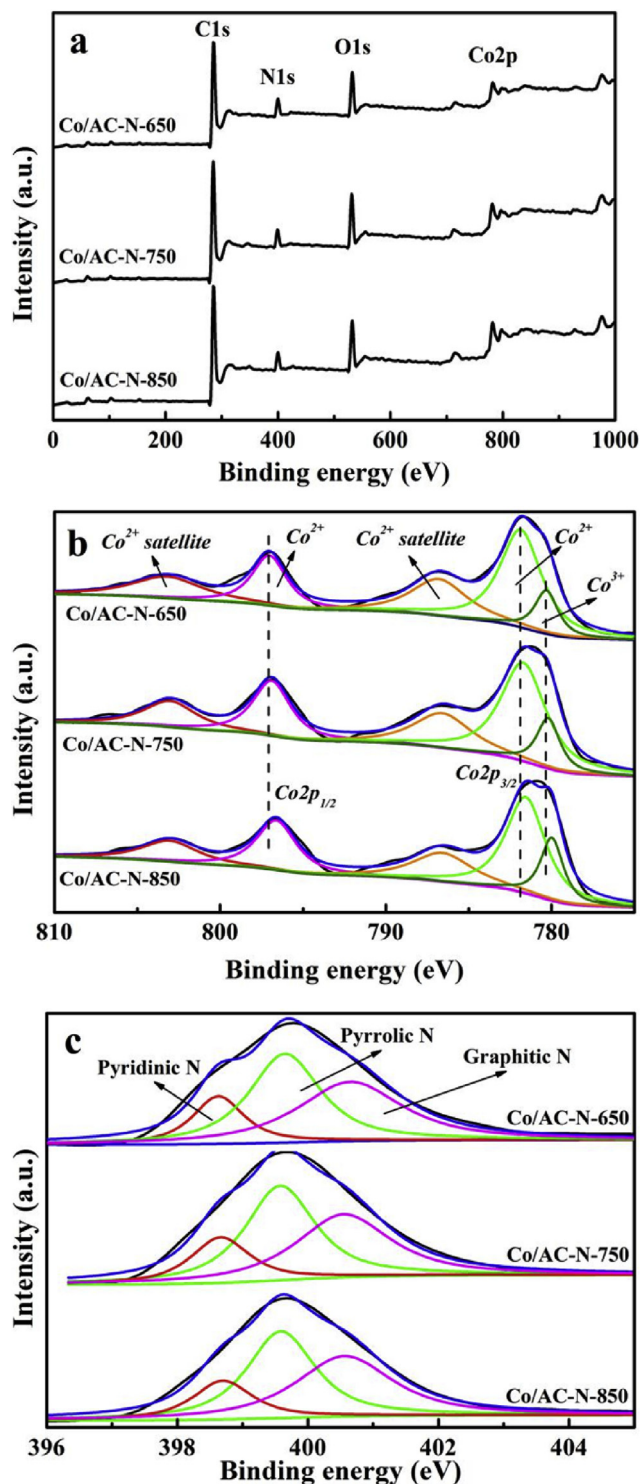 a
C1s
N1s
O1s
Co2p
Co/AC-N-650
Co/AC-N-750
Co/AC-N-850
Intensity (a.u.)
0 200 400 600 800 1000
Binding energy (eV)
b
Co2+ satellite
Co2+
Co2+ satellite
Co2+
Co3+
Co/AC-N-650
Co/AC-N-750
Co2p3/2
Co2p1/2
Co/AC-N-850
Intensity (a.u.)
810 800 790 780
Binding energy (eV)
c
Pyridinic N
Pyrrolic N
Graphitic N
Co/AC-N-650
Co/AC-N-750
Co/AC-N-850
Intensity (a.u.)
396 398 400 402 404
Binding energy (eV)